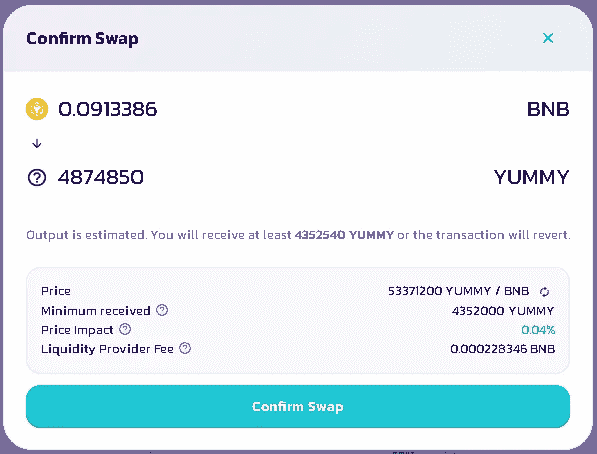 Confirm Swap
0.0913386 BNB
4874850 YUMMY
Output is estimated. You will receive at least 4352540 YUMMY or the transaction will revert.
Price 53371200 YUMMY / BNB
Minimum received 4352000 YUMMY
Price Impact 0.04%
Liquidity Provider Fee 0.000228346 BNB
Confirm Swap